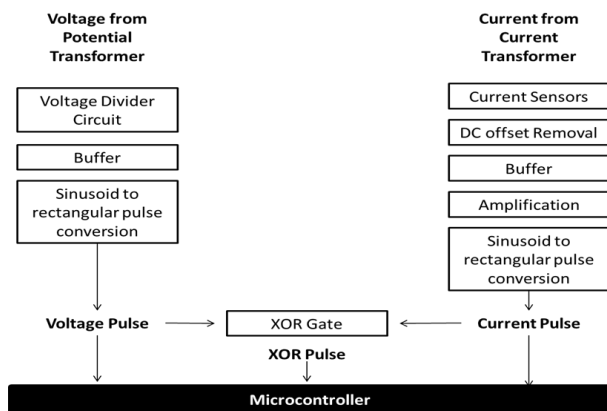 Voltage from
Potential
Transformer
Voltage Divider
Circuit
Buffer
Sinusoid to
rectangular pulse
conversion
Current from
Current
Transformer
Current Sensors
DC offset Removal
Buffer
Amplification
Sinusoid to
rectangular pulse
conversion
Voltage Pulse
XOR Gate
Current Pulse
XOR Pulse
Microcontroller